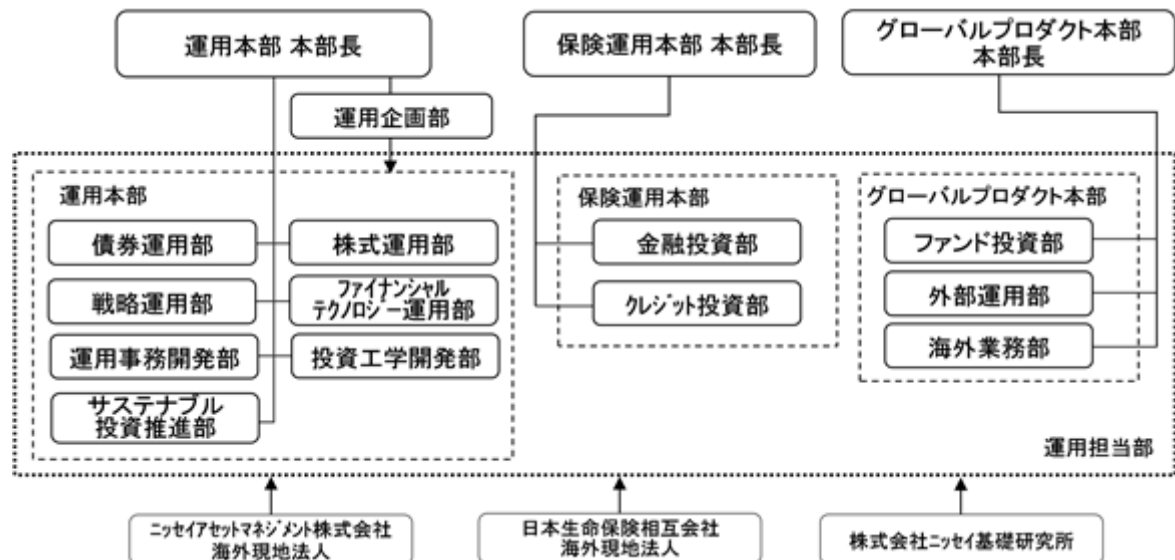 運用本部 本部長
保険運用本部 本部長
グローバルプロダクト本部
本部長
運用企画部
運用本部
債券運用部
株式運用部
戦略運用部
ファイナンシャル
テクノロジー運用部
運用事務開発部
投資工学開発部
サステナブル
投資推進部
保険運用本部
金融投資部
クレジット投資部
グローバルプロダクト本部
ファンド投資部
外部運用部
海外業務部
運用担当部
ニッセイアセットマネジメント株式会社
海外現地法人
日本生命保険相互会社
海外現地法人
株式会社ニッセイ基礎研究所